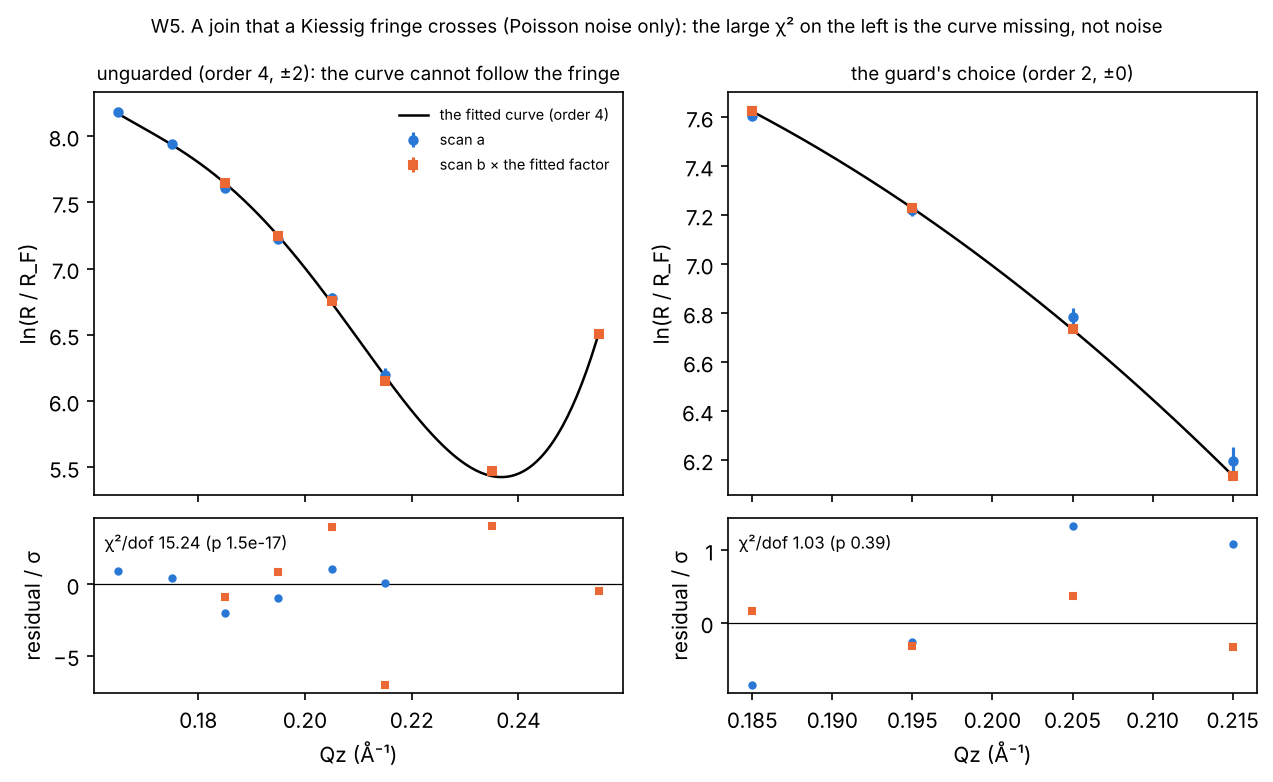 W5. A join that a Kiessig fringe crosses (Poisson noise only): the large χ² on the left is the curve missing, not noise
unguarded (order 4, ±2): the curve cannot follow the fringe
the fitted curve (order 4)
scan a
scan b × the fitted factor
8.0
7.5
7.0
6.5
6.0
5.5
ln(R / R_F)
the guard's choice (order 2, ±0)
7.6
7.4
7.2
7.0
6.8
6.6
6.4
6.2
ln(R / R_F)
χ²/dof 15.24 (p 1.5e-17)
0
−5
residual / σ
0.18
0.20
0.22
0.24
Qz (Å⁻¹)
χ²/dof 1.03 (p 0.39)
1
0
residual / σ
0.185
0.190
0.195
0.200
0.205
0.210
0.215
Qz (Å⁻¹)